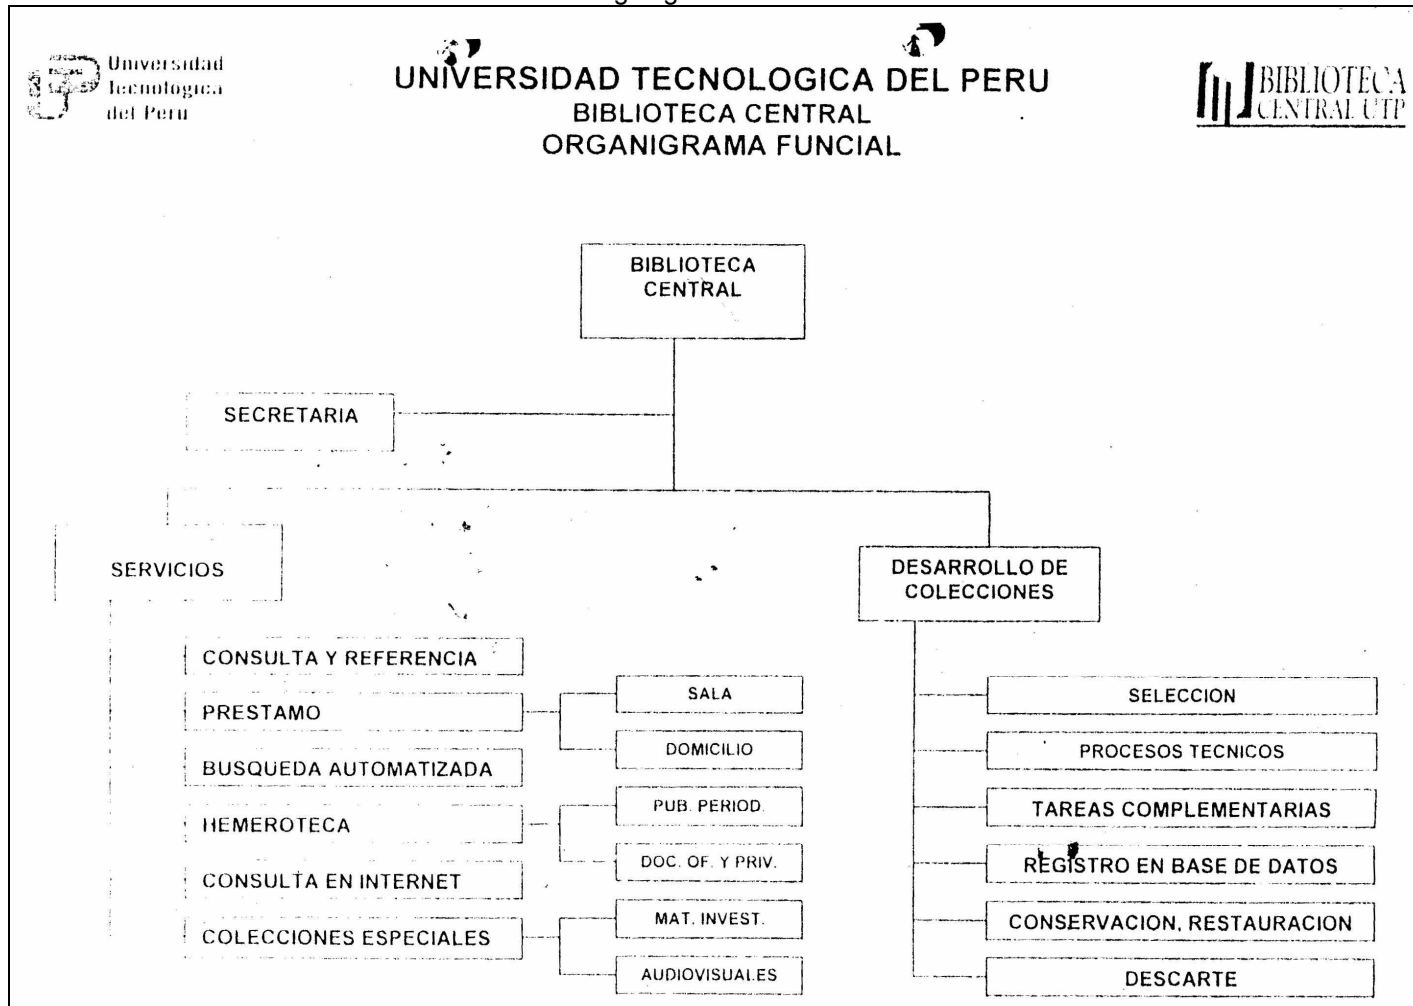 Universidad
Tecnologica
del Peru
UNIVERSIDAD TECNOLOGICA DEL PERU
BIBLIOTECA CENTRAL
ORGANIGRAMA FUNCIAL
BIBLIOTECA
CENTRAL UTP
BIBLIOTECA
CENTRAL
SECRETARIA
SERVICIOS
DESARROLLO DE
COLECCIONES
CONSULTA Y REFERENCIA
PRESTAMO
BUSQUEDA AUTOMATIZADA
HEMEROTECA
CONSULTA EN INTERNET
COLECCIONES ESPECIALES
SALA
DOMICILIO
PUB. PERIOD.
DOC. OF. Y PRIV.
MAT. INVEST.
AUDIOVISUALES
SELECCION
PROCESOS TECNICOS
TAREAS COMPLEMENTARIAS
REGISTRO EN BASE DE DATOS
CONSERVACION, RESTAURACION
DESCARTE